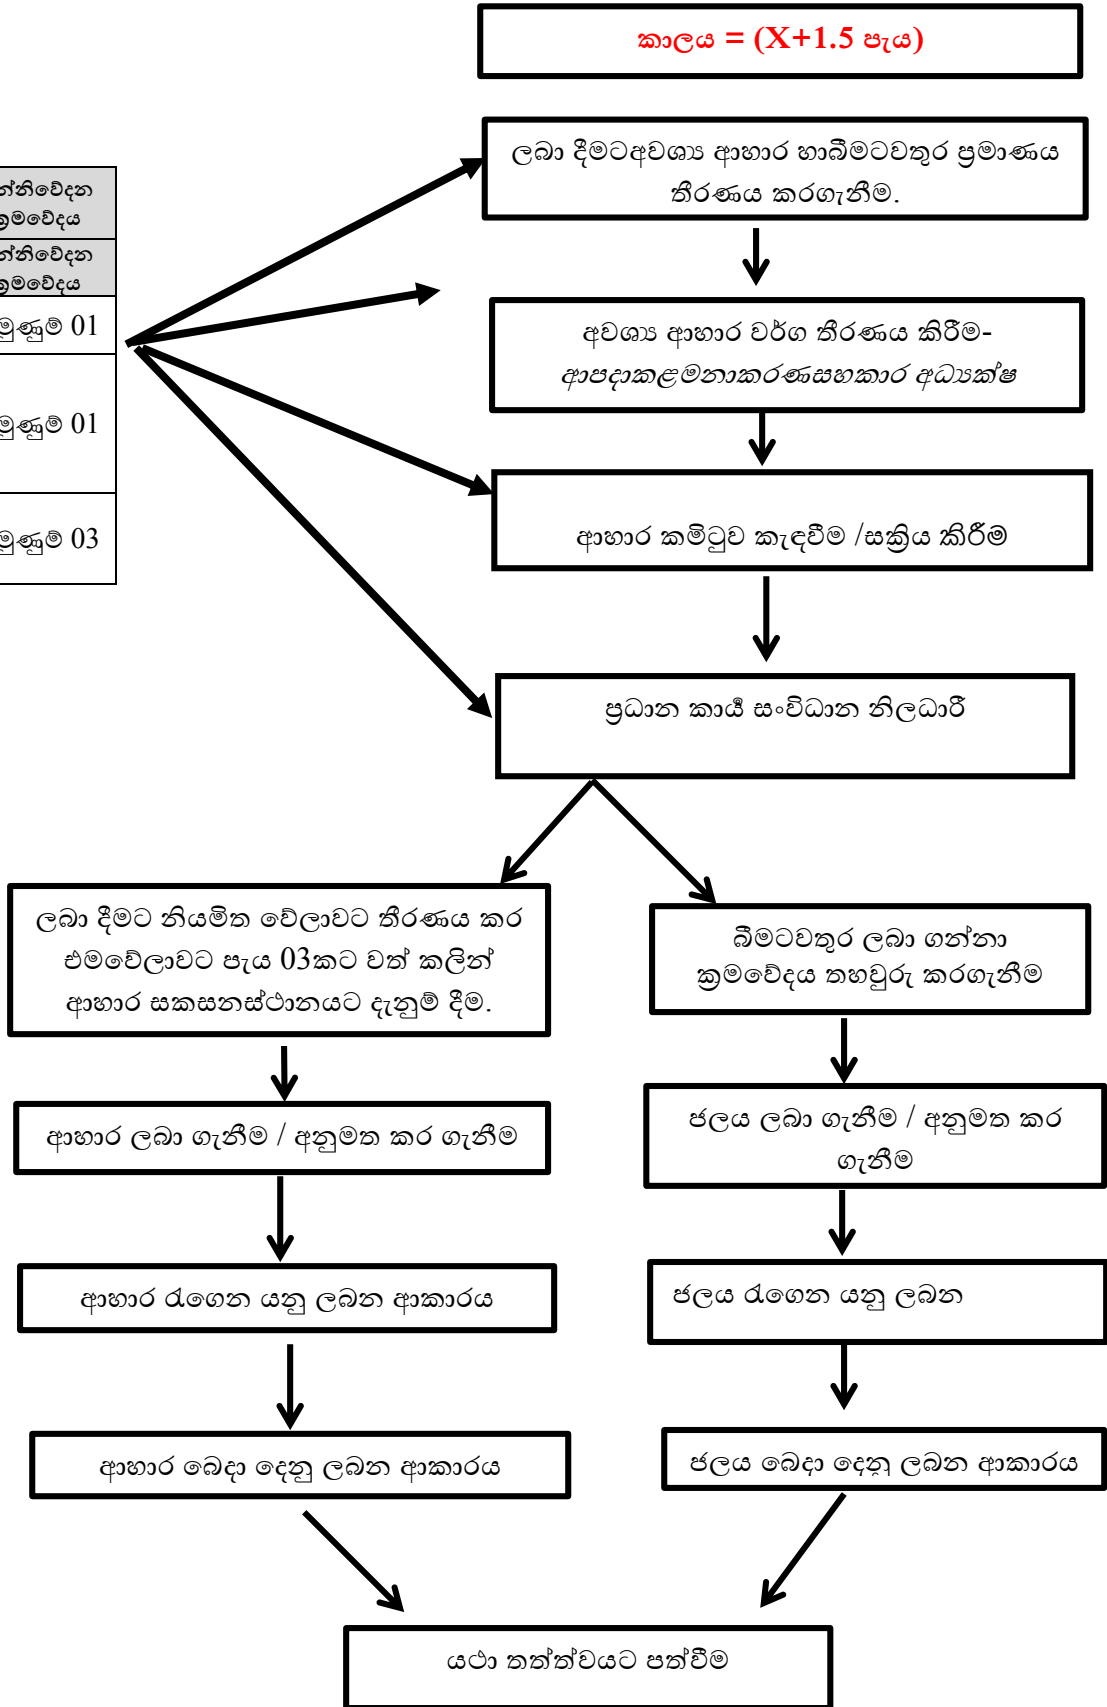 කාලය = (X+1.5 පැය)
ලබා දීමටඅවශ්‍ය ආහාර හාබීමටවතුර ප්‍රමාණය
තීරණය කරගැනීම.
ක්‍රමවේදය
ක්‍රමවේදය
01
01
03
අවශ්‍ය ආහාර වර්ග තීරණය කිරීම-
ආපදාකළමනාකරණසහකාර අධ්‍යක්ෂ
ආහාර කමිටුව කැඳවීම /සක්‍රිය කිරීම
ප්‍රධාන කාර්‍ය සංවිධාන නිලධාරී
ලබා දීමට නියමිත වේලාවට තීරණය කර
එමවේලාවට පැය 03කට වත් කලින්
ආහාර සකසනස්ථානයට දැනුම් දීම.
බීමටවතුර ලබා ගන්නා
ක්‍රමවේදය තහවුරු කරගැනීම
ආහාර ලබා ගැනීම / අනුමත කර ගැනීම
ජලය ලබා ගැනීම / අනුමත කර
ගැනීම
ආහාර රැගෙන යනු ලබන ආකාරය
ජලය රැගෙන යනු ලබන
ආහාර බෙදා දෙනු ලබන ආකාරය
ජලය බෙදා දෙනු ලබන ආකාරය
යථා තත්ත්වයට පත්වීම